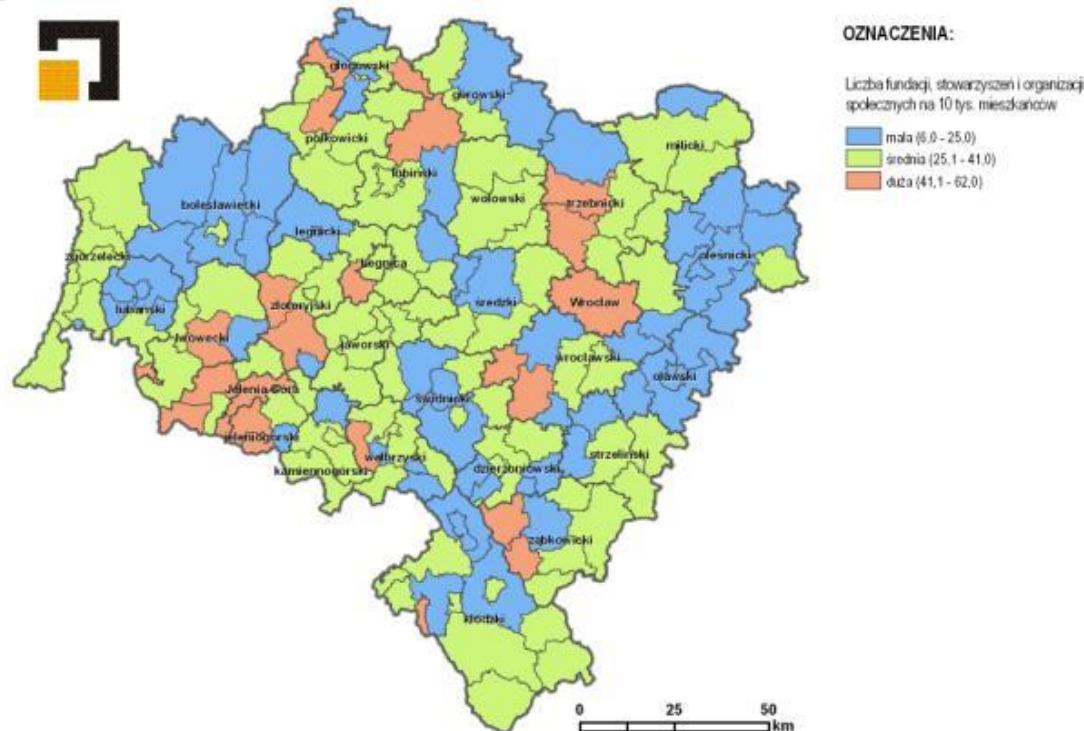 OZNACZENIA:
Liczba fundacji, stowarzyszeń i organizacji
społecznych na 10 tys. mieszkańców
mała (6,0 - 25,0)
średnia (25,1 - 41,0)
duża (41,1 - 62,0)
głogowski
górowski
polkowicki
milicki
lubiński
wołowski
trzebnicki
bolesławiecki
legnicki
zgorzelecki
Legnica
oleśnicki
lubański
złotoryjski
średzki
Wrocław
lwowecki
jaworski
wrocławski
Jelenia Góra
świdnicki
oławski
jeleniogórski
wałbrzyski
strzeliński
kamiennogórski
dzierżoniowski
ząbkowicki
kłodzki
0 25 50
km